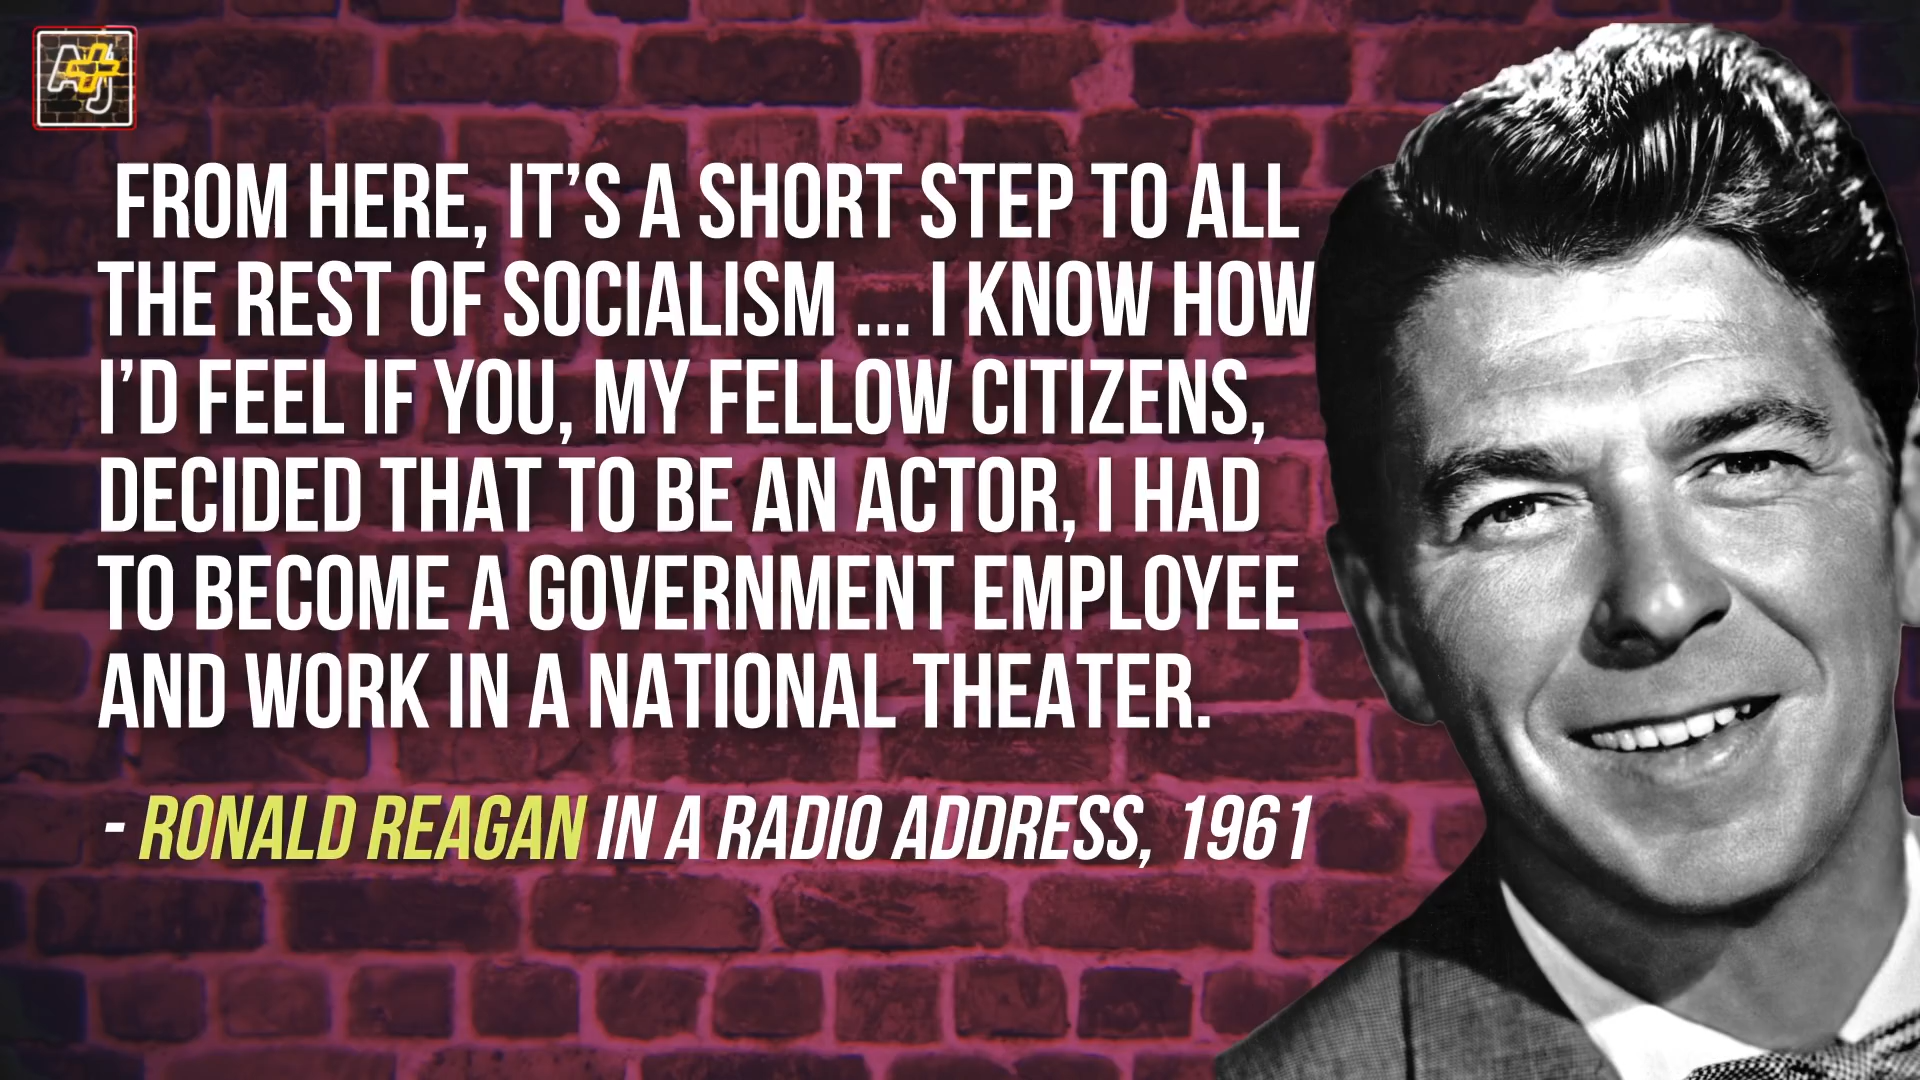 AJ+
FROM HERE, IT'S A SHORT STEP TO ALL
THE REST OF SOCIALISM ... I KNOW HOW
I'D FEEL IF YOU, MY FELLOW CITIZENS,
DECIDED THAT TO BE AN ACTOR, I HAD
TO BECOME A GOVERNMENT EMPLOYEE
AND WORK IN A NATIONAL THEATER.
- RONALD REAGAN IN A RADIO ADDRESS, 1961